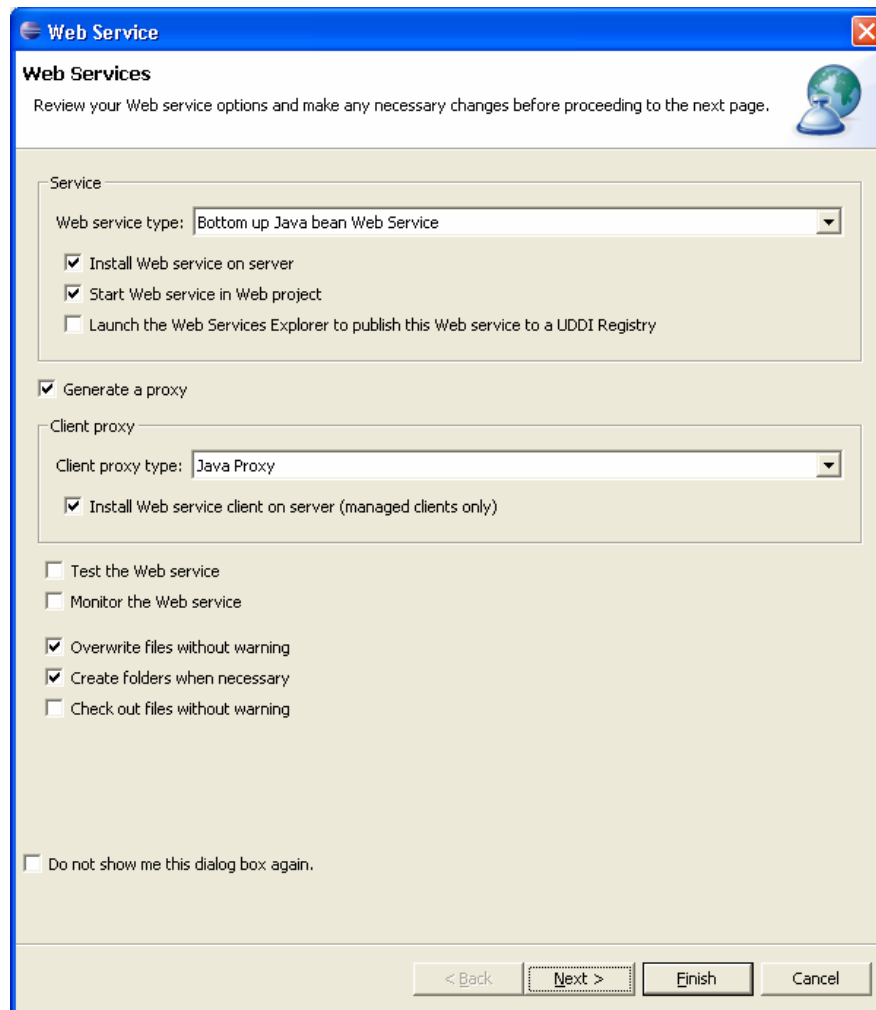 Web Service
Web Services
Review your Web service options and make any necessary changes before proceeding to the next page.
Service
Web service type: Bottom up Java bean Web Service
Install Web service on server
Start Web service in Web project
Launch the Web Services Explorer to publish this Web service to a UDDI Registry
Generate a proxy
Client proxy
Client proxy type: Java Proxy
Install Web service client on server (managed clients only)
Test the Web service
Monitor the Web service
Overwrite files without warning
Create folders when necessary
Check out files without warning
Do not show me this dialog box again.
< Back Next > Finish Cancel